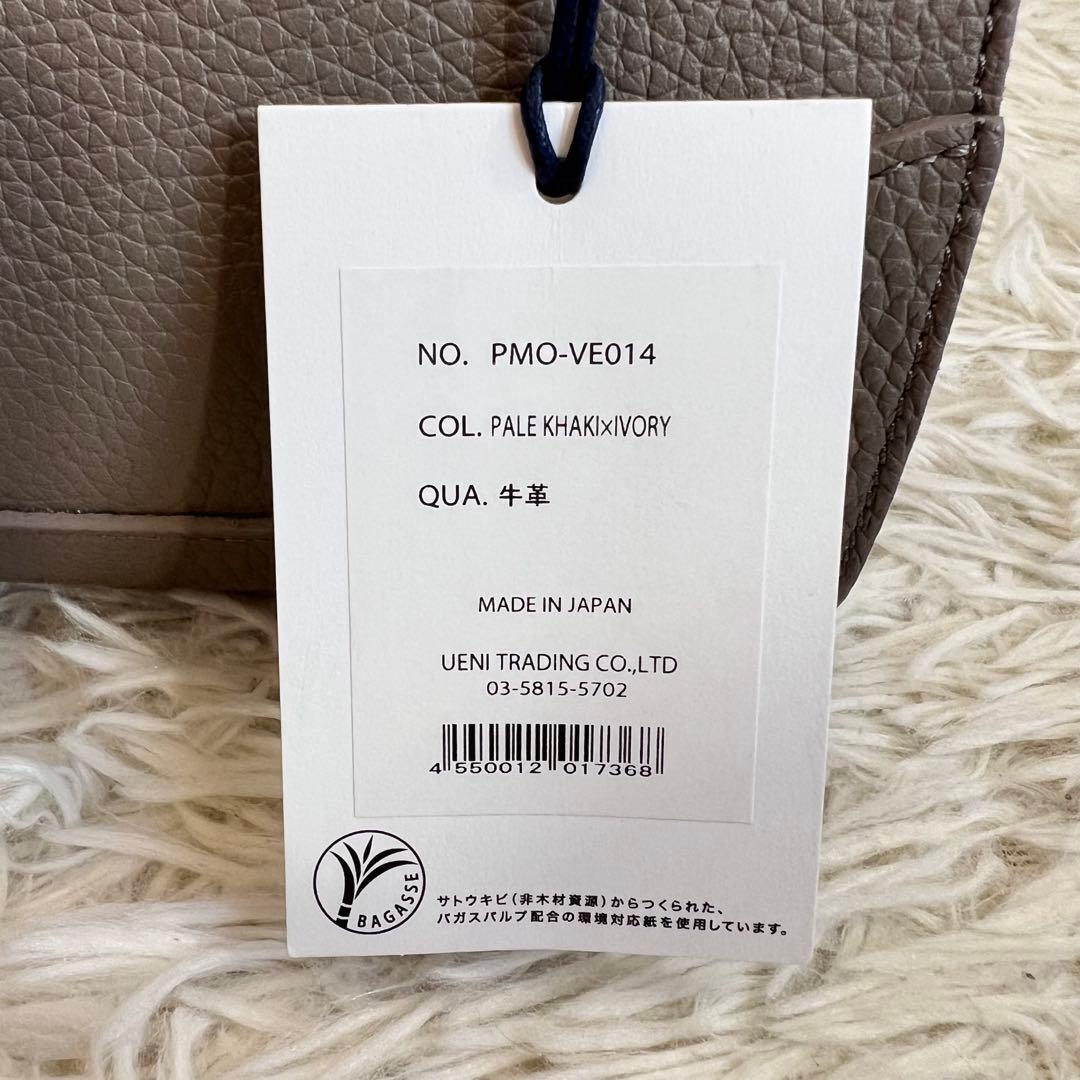 NO. PMO-VE014
COL. PALE KHAKI×IVORY
QUA. 牛革
MADE IN JAPAN
UENI TRADING CO.,LTD
03-5815-5702
4 550012 017368
BAGASSE
サトウキビ(非木材資源)からつくられた、
バガスパルプ配合の環境対応紙を使用しています。